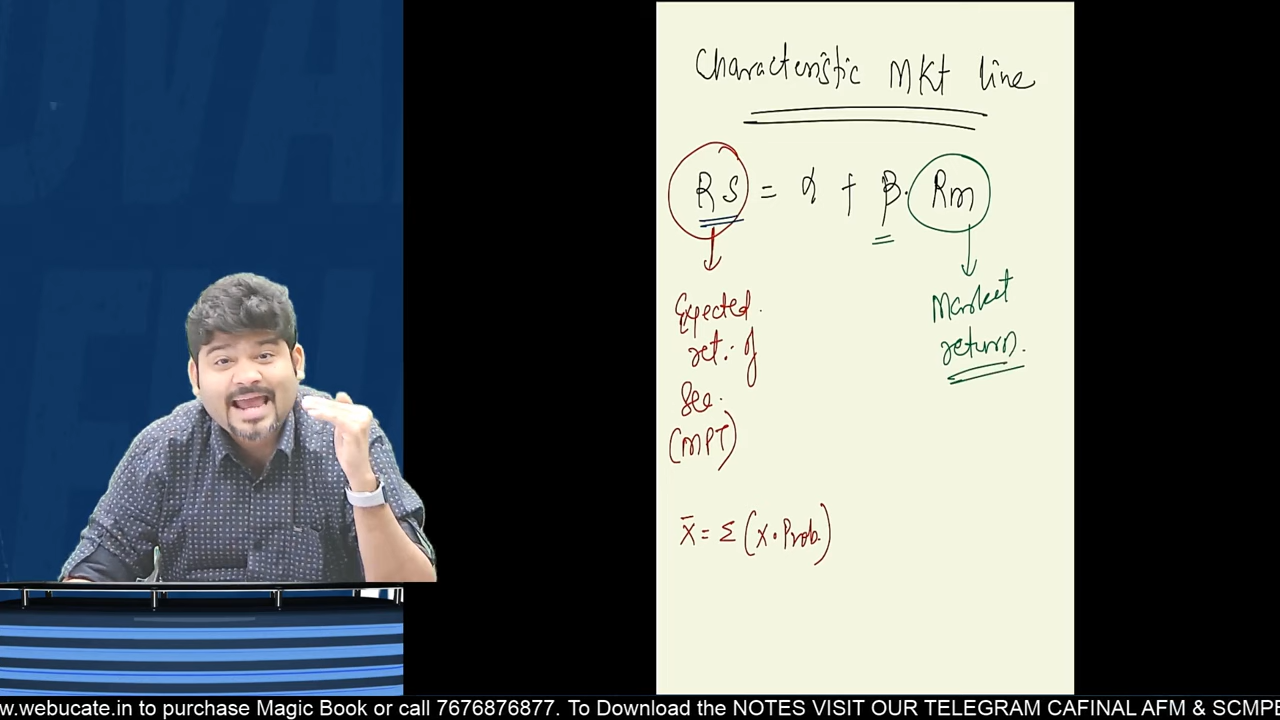 Characteristic MKt line
RS = α + β. Rm
Expected
ret. of
Sec.
(MPT)
Market
return.
x̄ = Σ (x • Prob.)
w.webucate.in to purchase Magic Book or call 7676876877. To Download the NOTES VISIT OUR TELEGRAM CAFINAL AFM & SCMPE